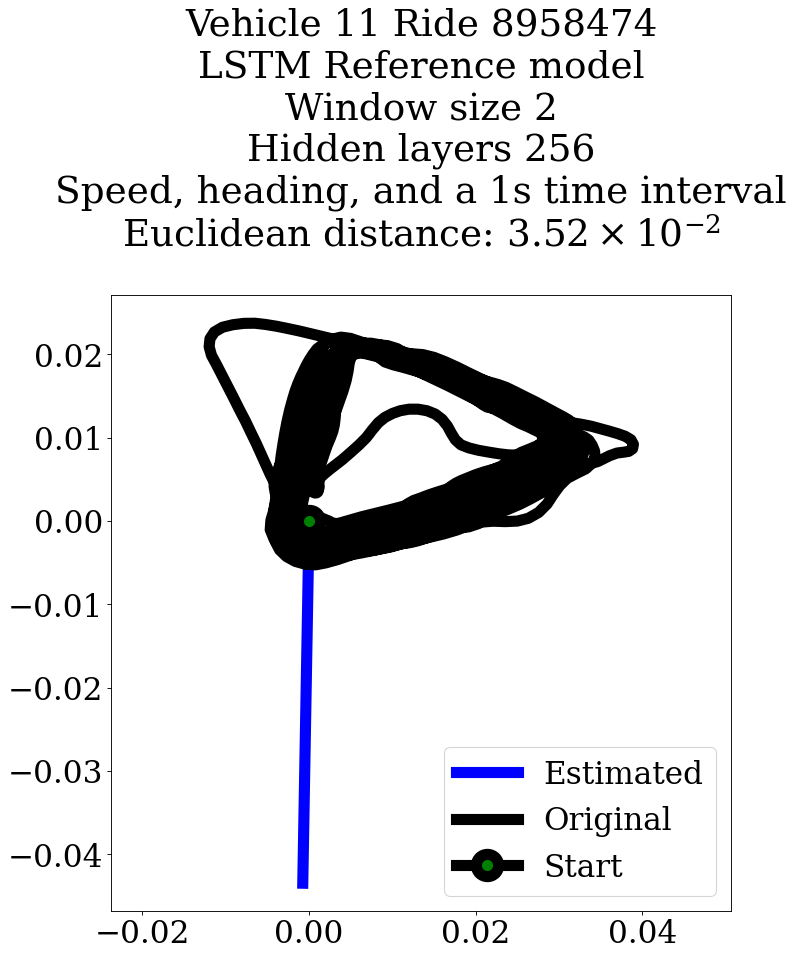 Vehicle 11 Ride 8958474
LSTM Reference model
Window size 2
Hidden layers 256
Speed, heading, and a 1s time interval
Euclidean distance: 3.52 × 10⁻²
0.02
0.01
0.00
−0.01
−0.02
−0.03
−0.04
Estimated
Original
Start
−0.02
0.00
0.02
0.04